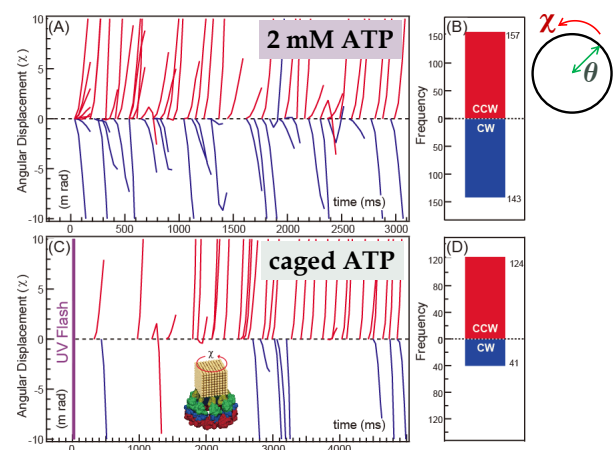 (A)
2 mM ATP
Angular Displacement (χ)
(m rad)
10
5
0
-5
-10
0
500
1000
1500
2000
2500
3000
time (ms)
(B)
Frequency
150
100
50
0
50
100
150
157
CCW
CW
143
χ
θ
(C)
caged ATP
UV Flash
Angular Displacement (χ)
(m rad)
5
0
-5
-10
0
1000
2000
3000
4000
time (ms)
χ
(D)
Frequency
120
80
40
0
40
80
120
124
CCW
CW
41